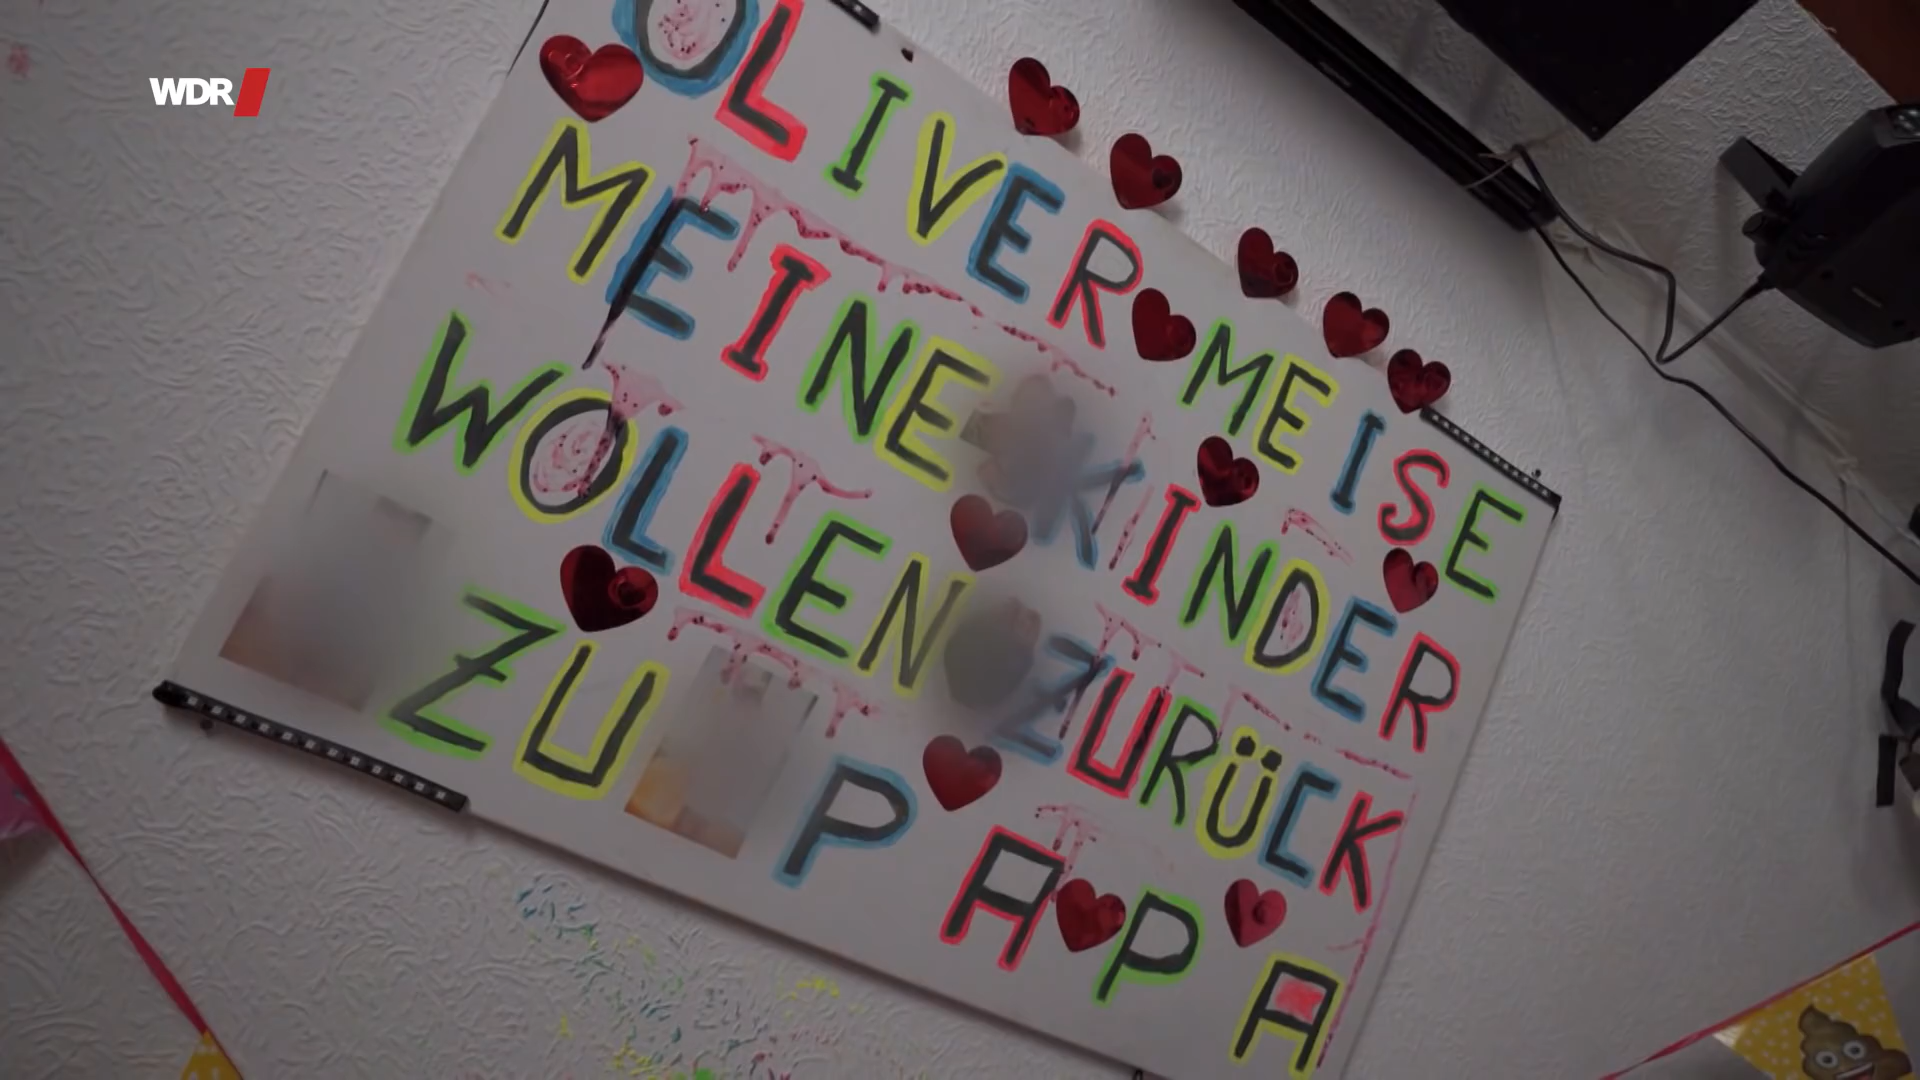 WDR
OLIVER MEISE
MEINE KINDER
WOLLEN ZURÜCK
ZU PAPA